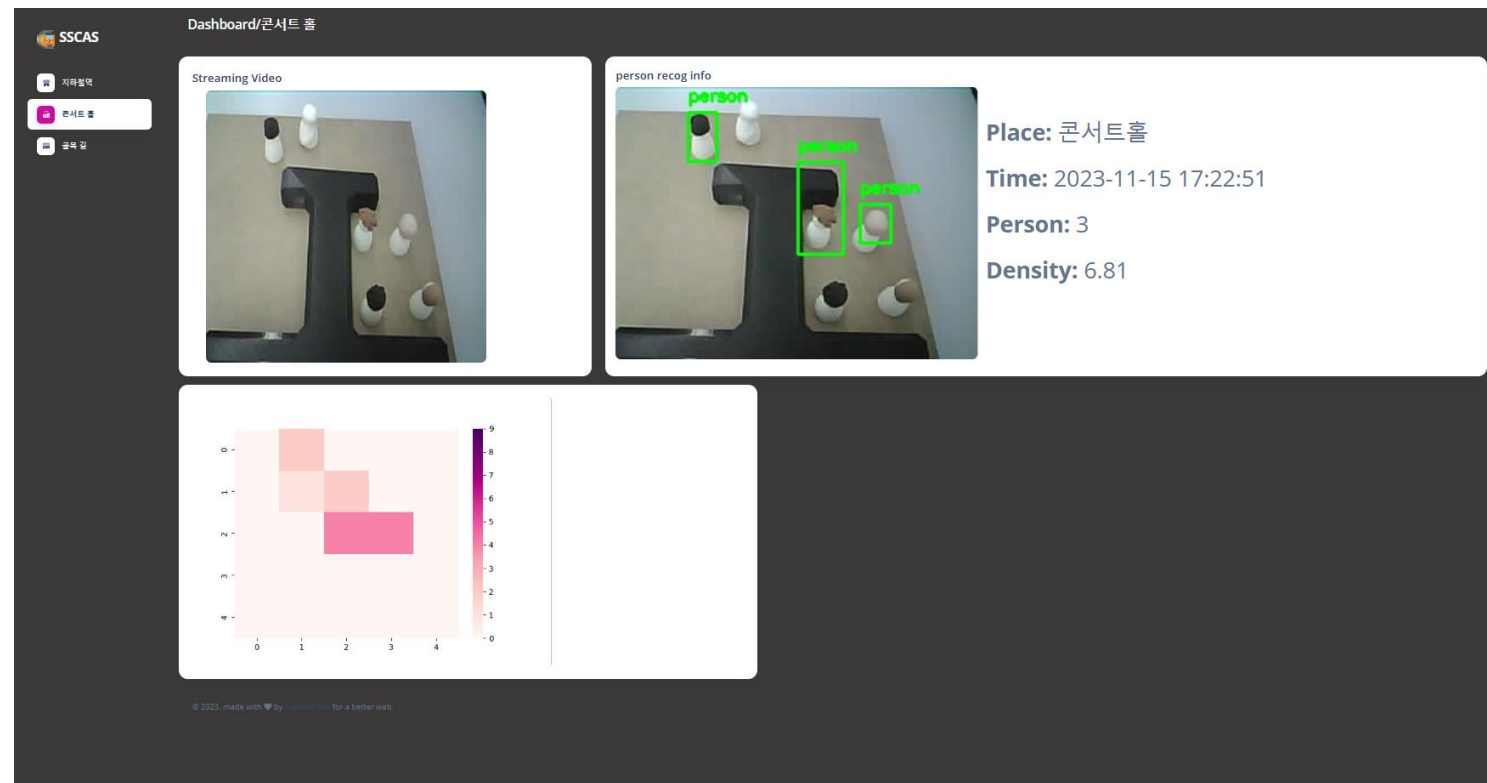 SSCAS
지하철역
콘서트 홀
골목 길
Dashboard/콘서트 홀
Streaming Video
person recog info
person
person
person
Place: 콘서트홀
Time: 2023-11-15 17:22:51
Person: 3
Density: 6.81
0
1
2
3
4
0 1 2 3 4
9
8
7
6
5
4
3
2
1
0
© 2023, made with ♥ by for a better web.